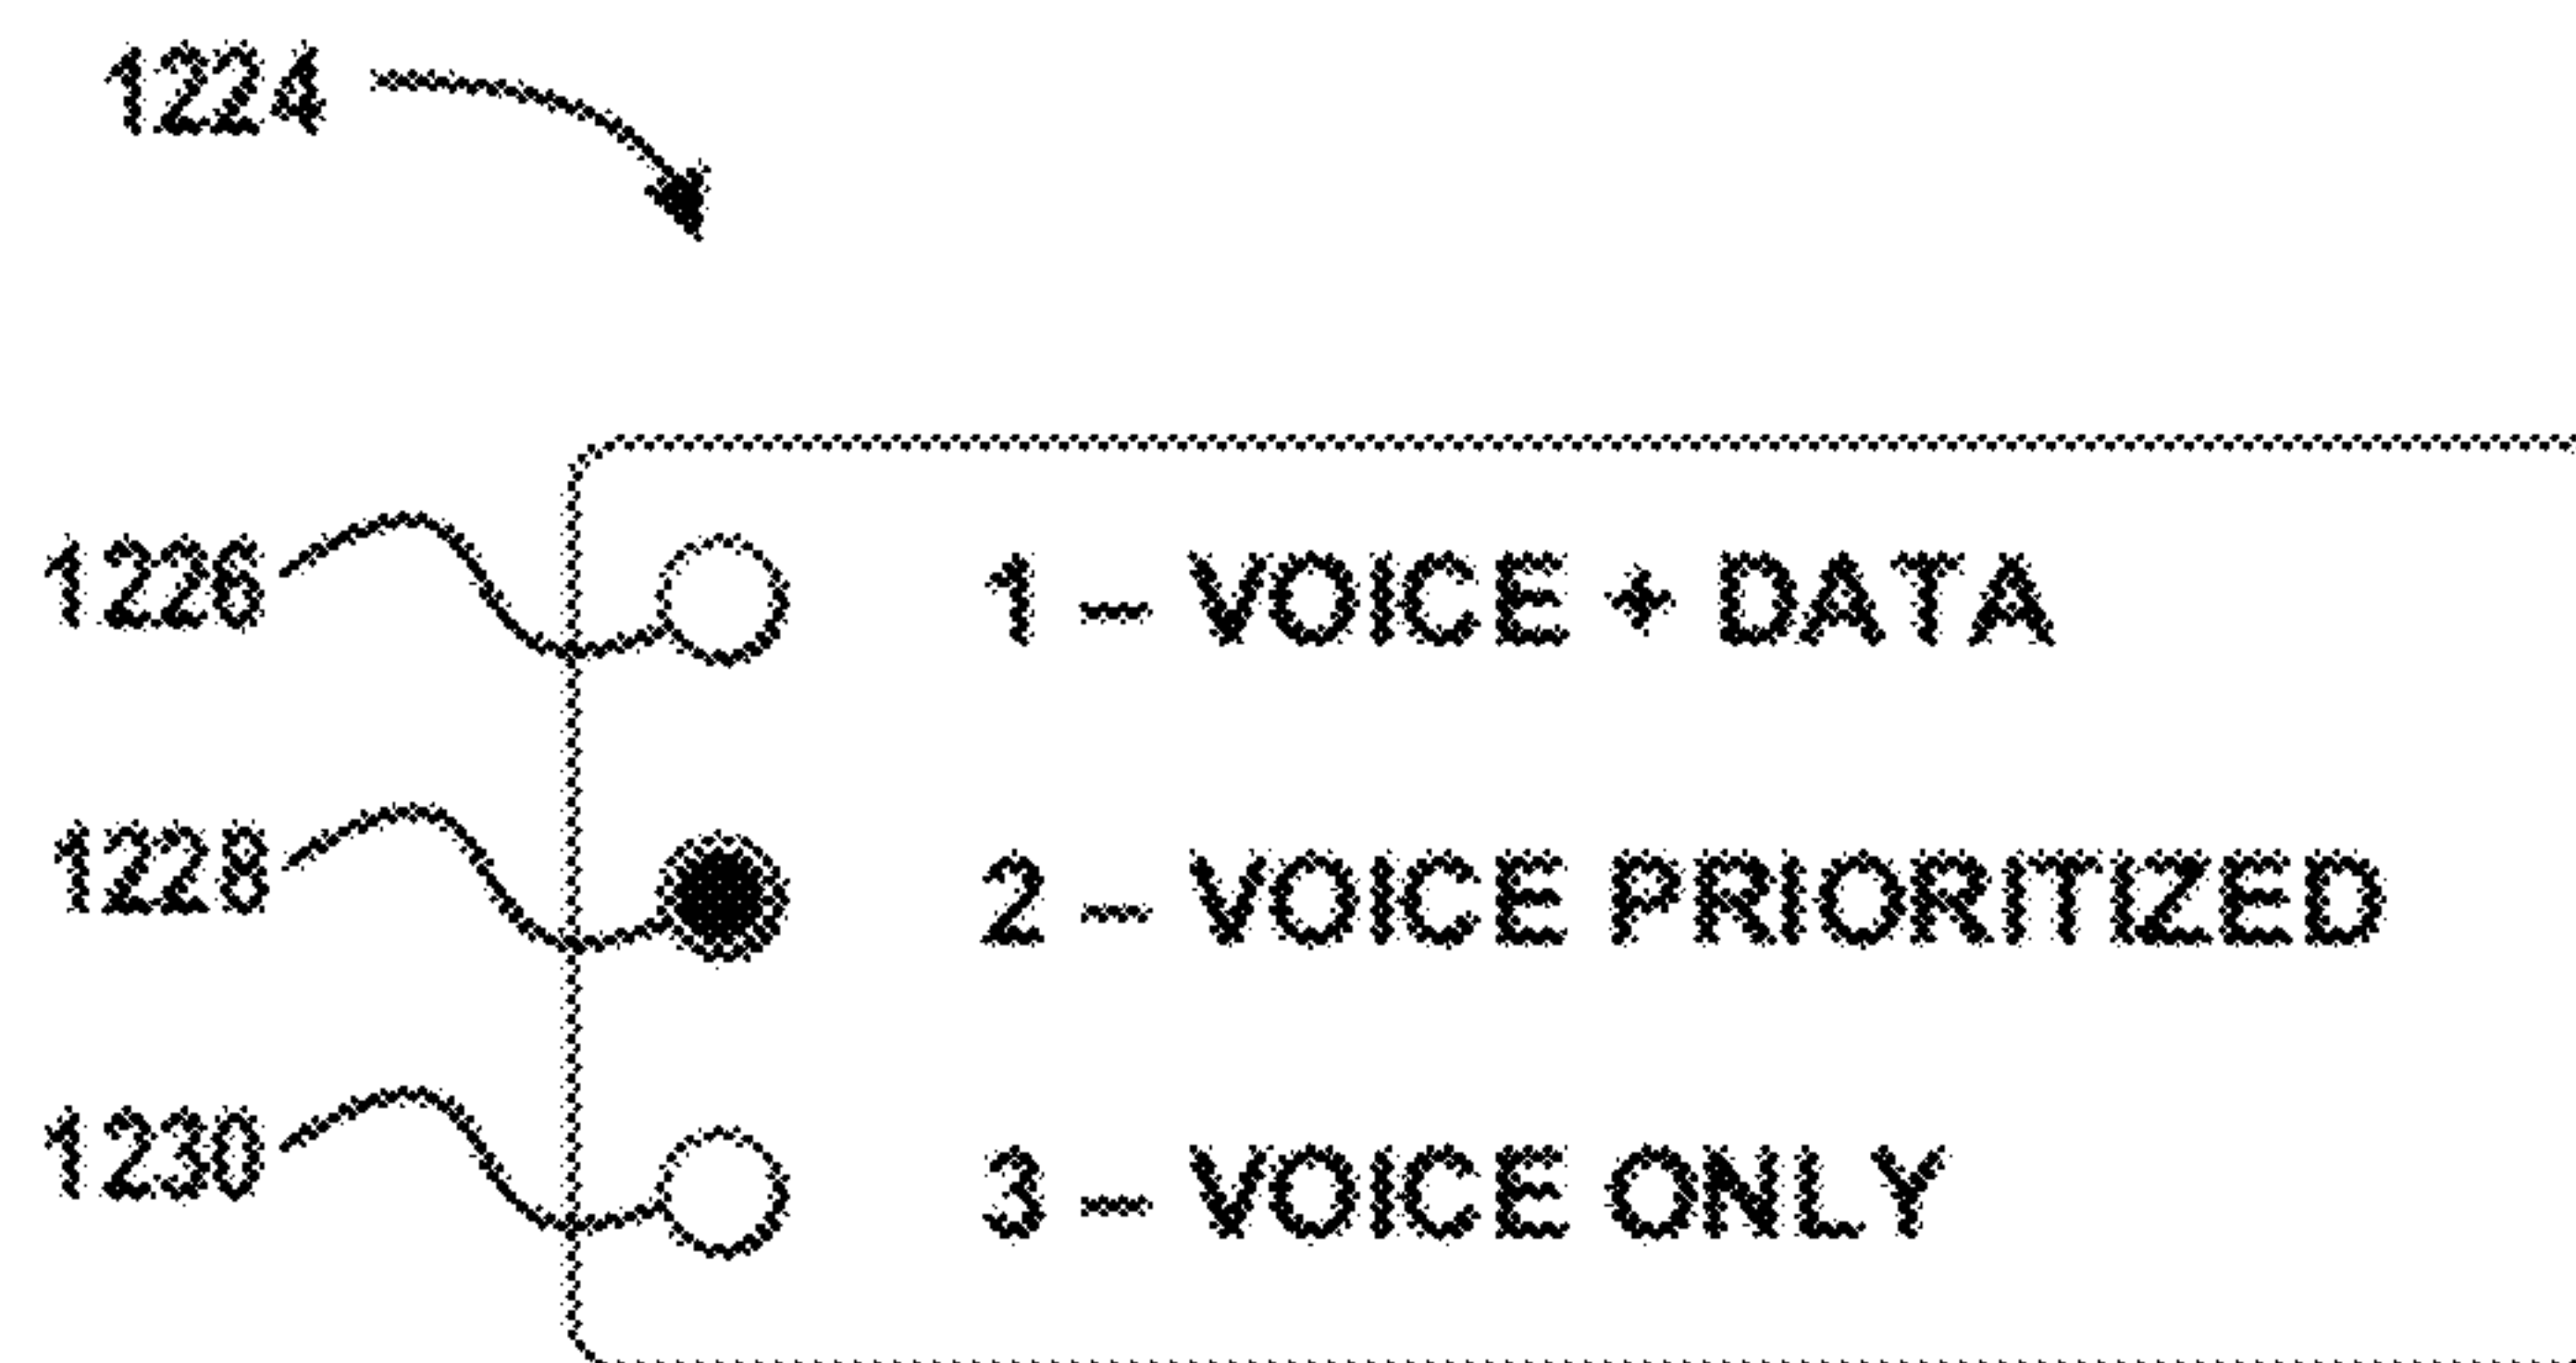 1224
1226 1 – VOICE + DATA
1228 2 – VOICE PRIORITIZED
1230 3 – VOICE ONLY